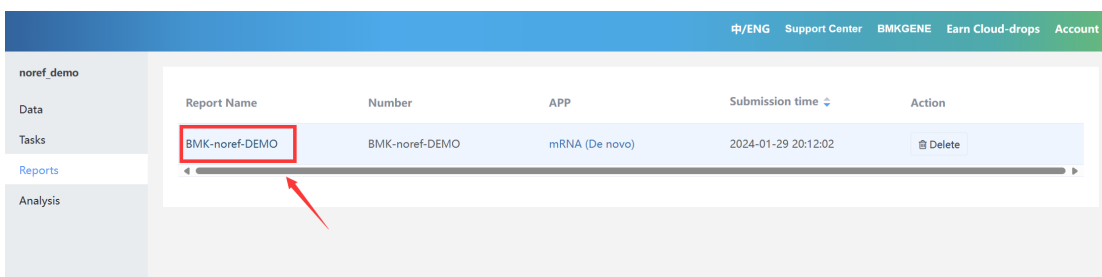 中/ENG Support Center BMKGENE Earn Cloud-drops Account
noref_demo
Data
Tasks
Reports
Analysis
Report Name Number APP Submission time Action
BMK-noref-DEMO BMK-noref-DEMO mRNA (De novo) 2024-01-29 20:12:02 Delete